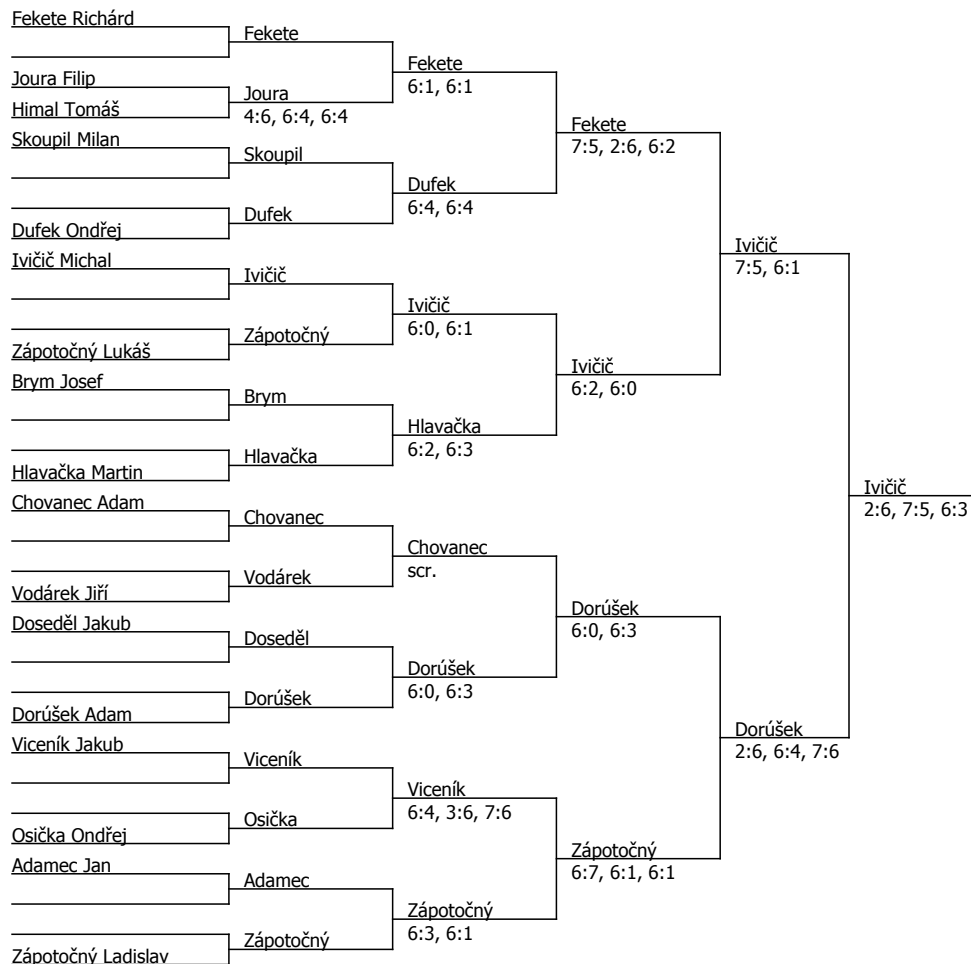 Fekete Richárd
Fekete
Joura Filip
Fekete
6:1, 6:1
Himal Tomáš
Joura
4:6, 6:4, 6:4
Fekete
7:5, 2:6, 6:2
Skoupil Milan
Skoupil
Dufek
6:4, 6:4
Dufek Ondřej
Dufek
Ivičič
7:5, 6:1
Ivičič Michal
Ivičič
Ivičič
6:0, 6:1
Zápotočný Lukáš
Zápotočný
Ivičič
6:2, 6:0
Brym Josef
Brym
Hlavačka
6:2, 6:3
Hlavačka Martin
Hlavačka
Ivičič
2:6, 7:5, 6:3
Chovanec Adam
Chovanec
Chovanec
scr.
Vodárek Jiří
Vodárek
Dorúšek
6:0, 6:3
Doseděl Jakub
Doseděl
Dorúšek
6:0, 6:3
Dorúšek Adam
Dorúšek
Dorúšek
2:6, 6:4, 7:6
Viceník Jakub
Viceník
Viceník
6:4, 3:6, 7:6
Osička Ondřej
Osička
Zápotočný
6:7, 6:1, 6:1
Adamec Jan
Adamec
Zápotočný
6:3, 6:1
Zápotočný Ladislav
Zápotočný